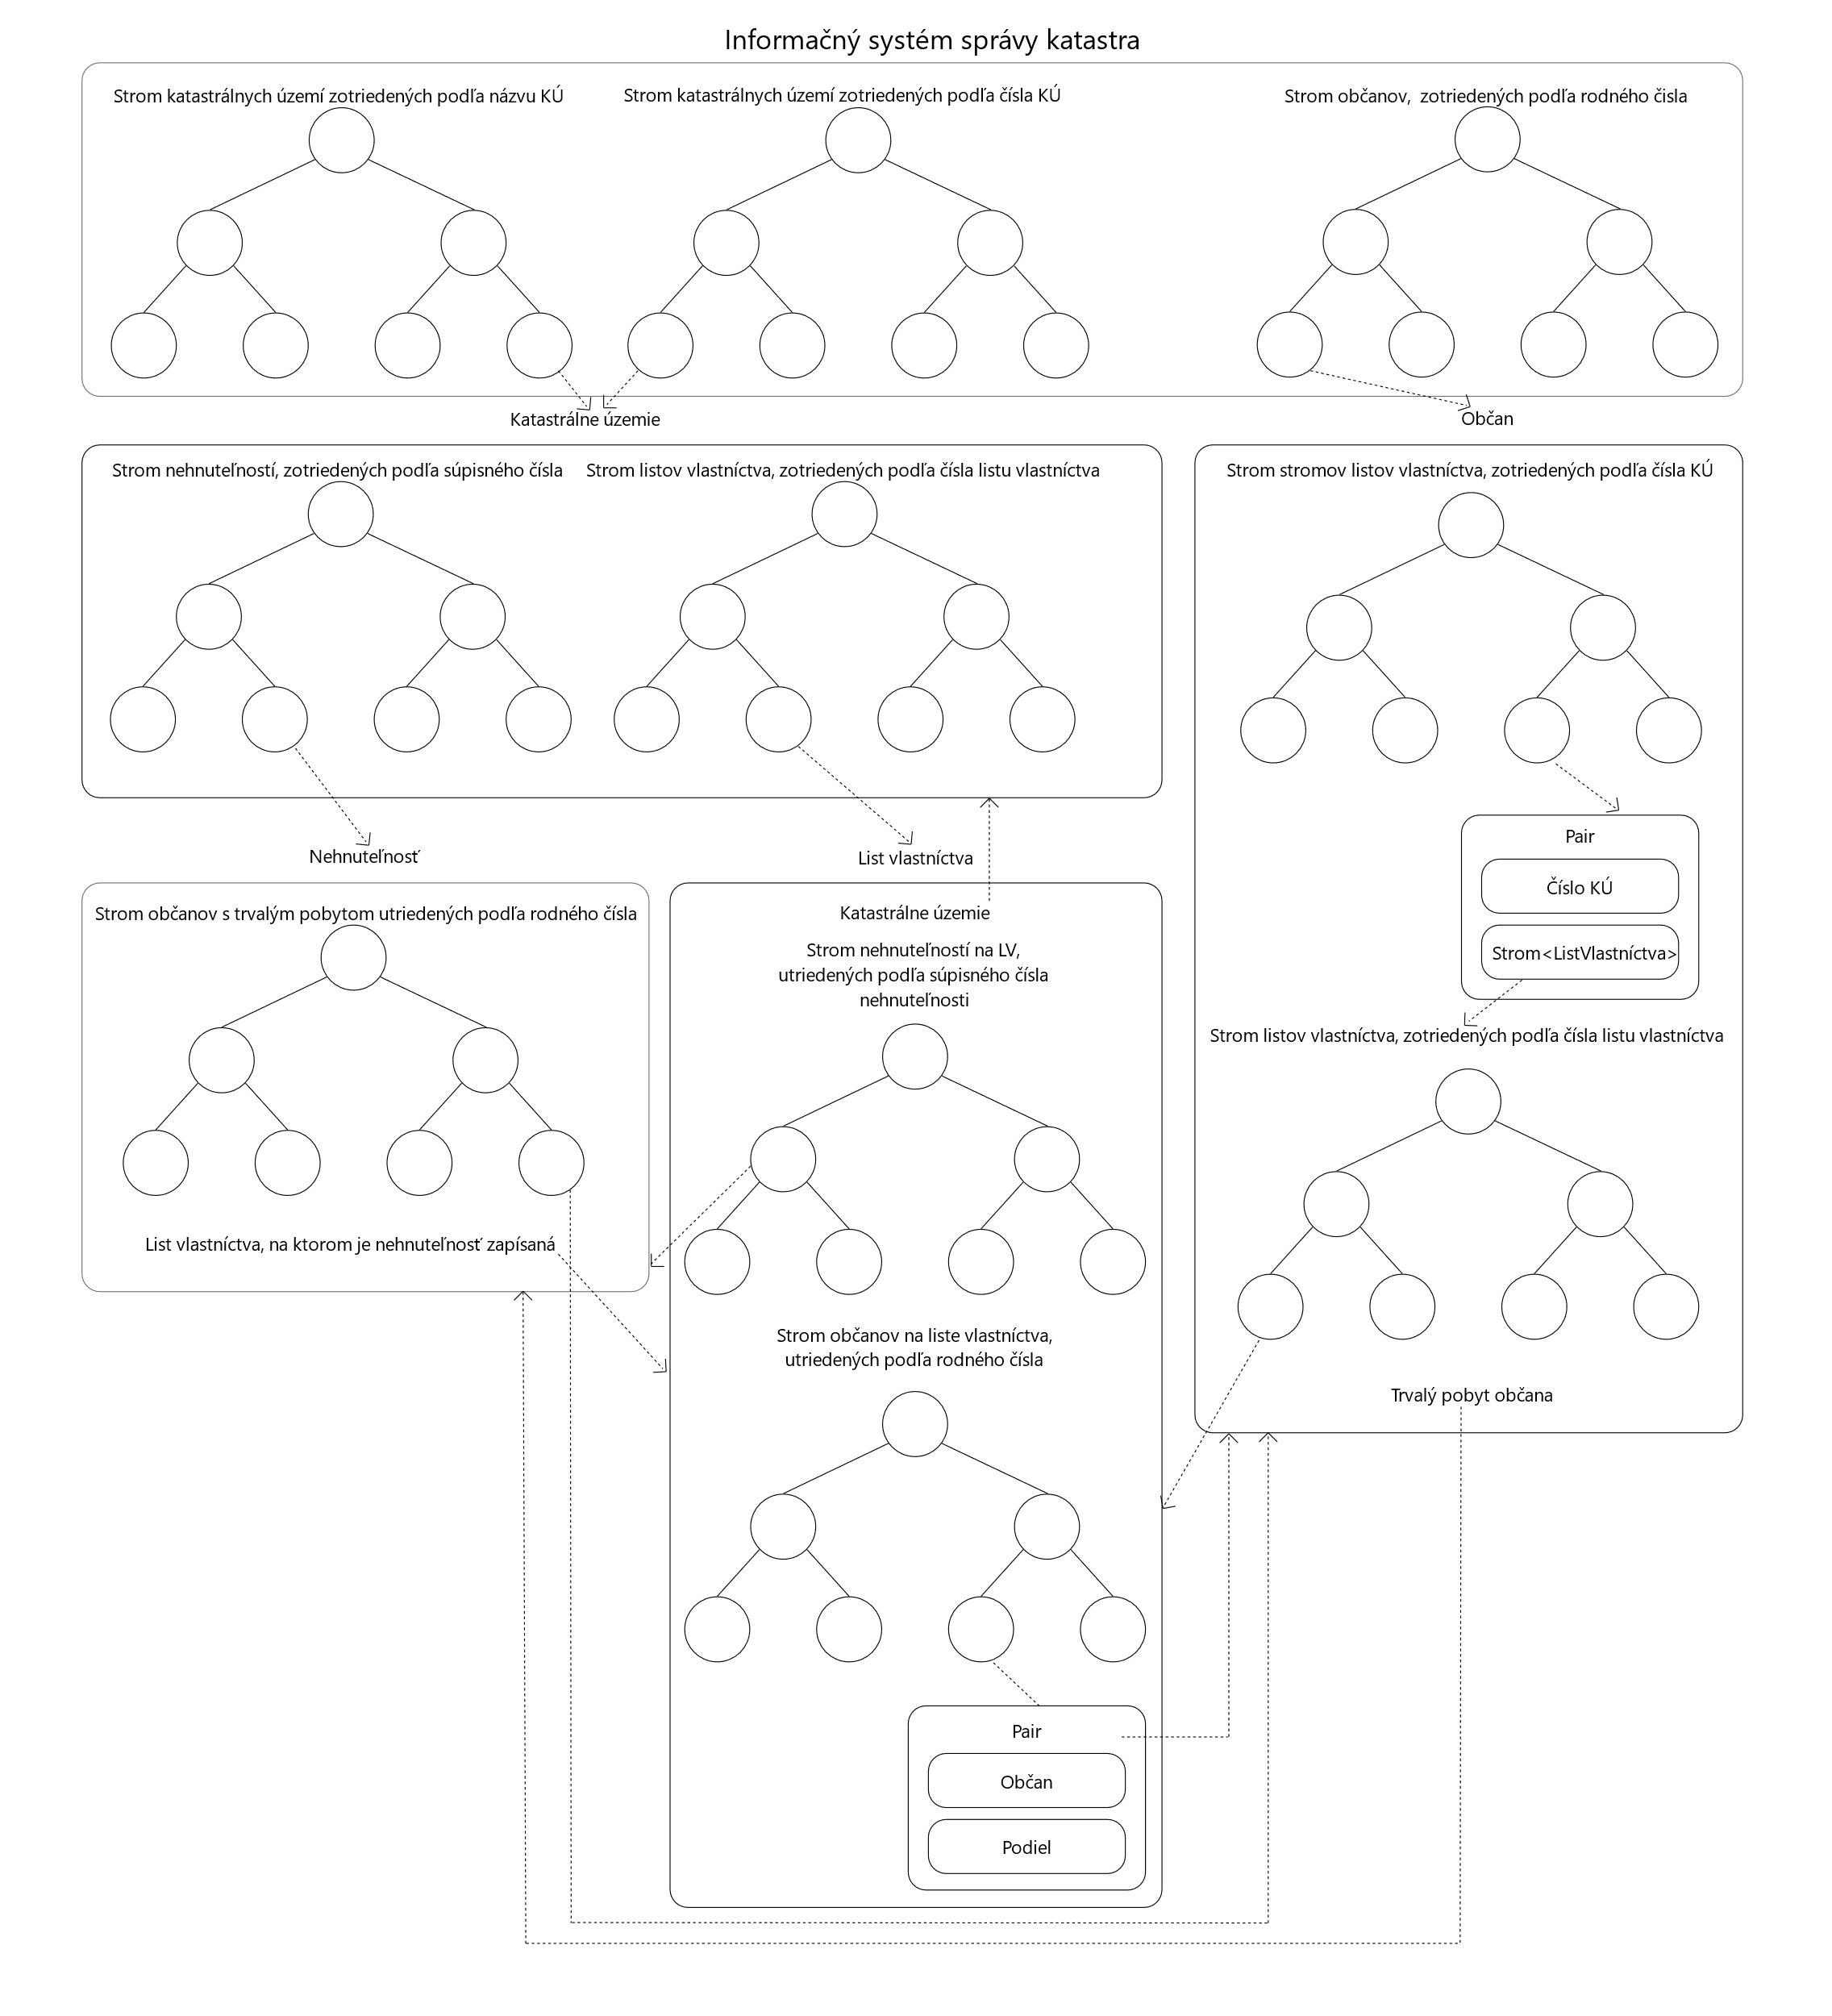 Informačný systém správy katastra
Strom katastrálnych území zotriedených podľa názvu KÚ
Strom katastrálnych území zotriedených podľa čísla KÚ
Strom občanov, zotriedených podľa rodného čisla
Katastrálne územie
Občan
Strom nehnuteľností, zotriedených podľa súpisného čísla
Strom listov vlastníctva, zotriedených podľa čísla listu vlastníctva
Strom stromov listov vlastníctva, zotriedených podľa čísla KÚ
Nehnuteľnosť
List vlastníctva
Pair
Číslo KÚ
Strom<ListVlastníctva>
Strom občanov s trvalým pobytom utriedených podľa rodného čísla
List vlastníctva, na ktorom je nehnuteľnosť zapísaná
Katastrálne územie
Strom nehnuteľností na LV,
utriedených podľa súpisného čísla
nehnuteľnosti
Strom občanov na liste vlastníctva,
utriedených podľa rodného čísla
Pair
Občan
Podiel
Strom listov vlastníctva, zotriedených podľa čísla listu vlastníctva
Trvalý pobyt občana